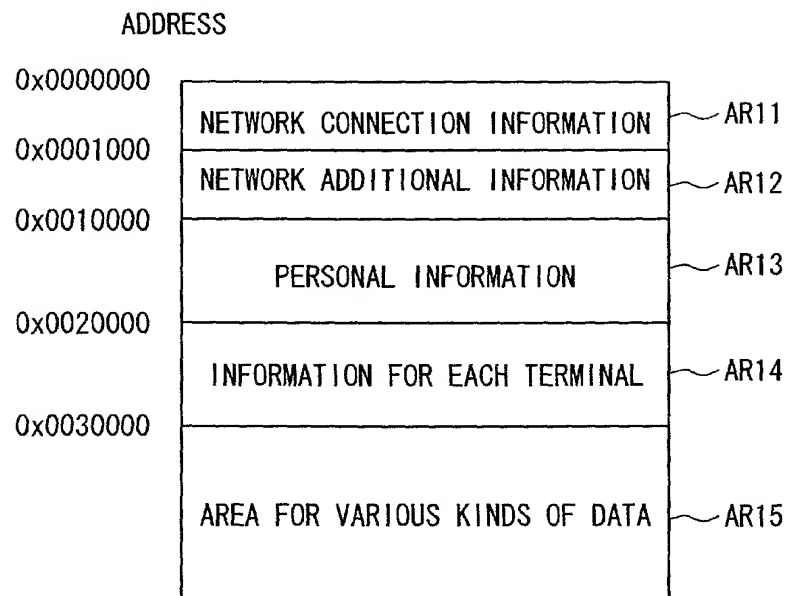 ADDRESS
0x0000000
NETWORK CONNECTION INFORMATION
AR11
0x0001000
NETWORK ADDITIONAL INFORMATION
AR12
0x0010000
PERSONAL INFORMATION
AR13
0x0020000
INFORMATION FOR EACH TERMINAL
AR14
0x0030000
AREA FOR VARIOUS KINDS OF DATA
AR15